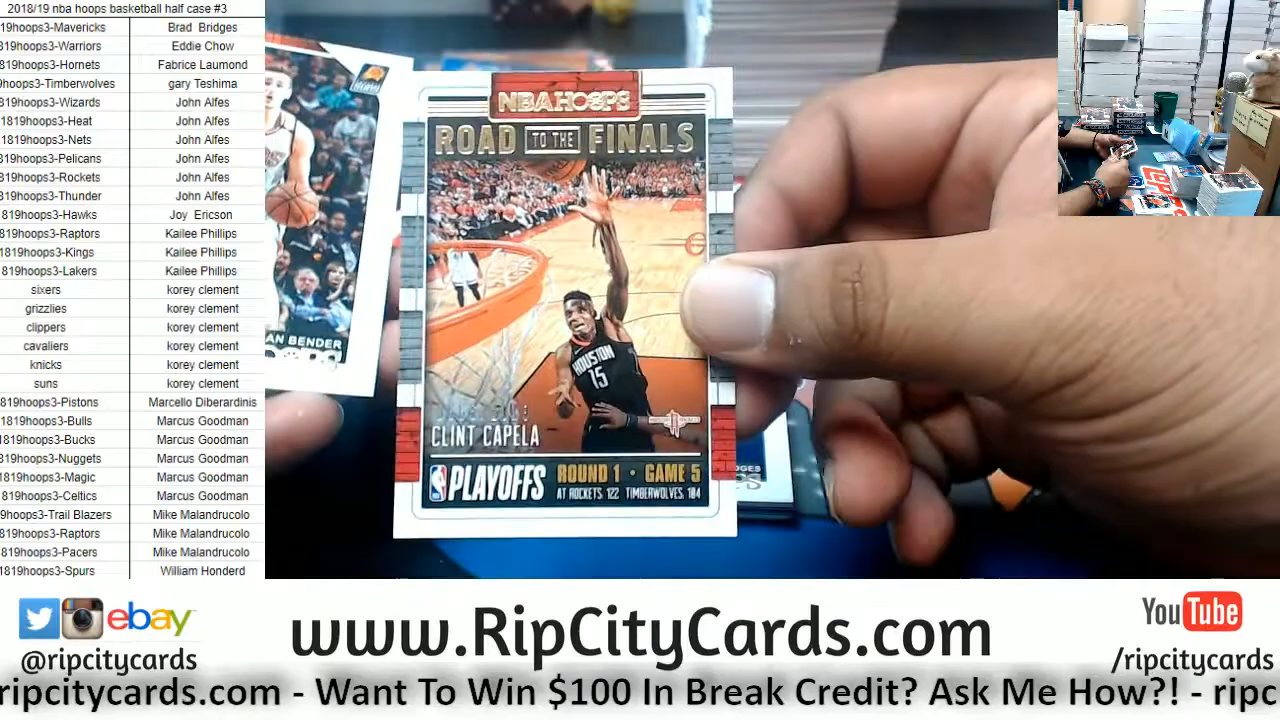 2018/19 nba hoops basketball half case #3
19hoops3-Mavericks Brad Bridges
819hoops3-Warriors Eddie Chow
819hoops3-Hornets Fabrice Laumond
9hoops3-Timberwolves gary Teshima
819hoops3-Wizards John Alfes
1819hoops3-Heat John Alfes
1819hoops3-Nets John Alfes
819hoops3-Pelicans John Alfes
819hoops3-Rockets John Alfes
819hoops3-Thunder John Alfes
819hoops3-Hawks Joy Ericson
819hoops3-Raptors Kailee Phillips
1819hoops3-Kings Kailee Phillips
819hoops3-Lakers Kailee Phillips
sixers korey clement
grizzlies korey clement
clippers korey clement
cavaliers korey clement
knicks korey clement
suns korey clement
819hoops3-Pistons Marcello Diberardinis
1819hoops3-Bulls Marcus Goodman
819hoops3-Bucks Marcus Goodman
819hoops3-Nuggets Marcus Goodman
1819hoops3-Magic Marcus Goodman
819hoops3-Celtics Marcus Goodman
9hoops3-Trail Blazers Mike Malandrucolo
819hoops3-Raptors Mike Malandrucolo
819hoops3-Pacers Mike Malandrucolo
1819hoops3-Spurs William Honderd
AN BENDER
NBA HOOPS
ROAD TO THE FINALS
HOUSTON
15
CLINT CAPELA
PLAYOFFS
ROUND 1 • GAME 5
AT ROCKETS 122 TIMBERWOLVES 104
ebay
@ripcitycards
www.RipCityCards.com
YouTube
/ripcitycards
ripcitycards.com - Want To Win $100 In Break Credit? Ask Me How?! - ripc